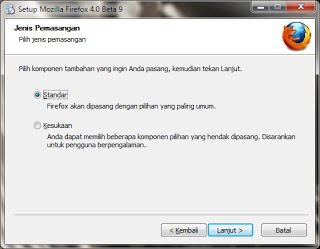 Setup Mozilla Firefox 4.0 Beta 9
Jenis Pemasangan
Pilih jenis pemasangan
Pilih komponen tambahan yang ingin Anda pasang, kemudian tekan Lanjut.
Standar
Firefox akan dipasang dengan pilihan yang paling umum.
Kesukaan
Anda dapat memilih beberapa komponen pilihan yang hendak dipasang. Disarankan
untuk pengguna berpengalaman.
< Kembali Lanjut > Batal